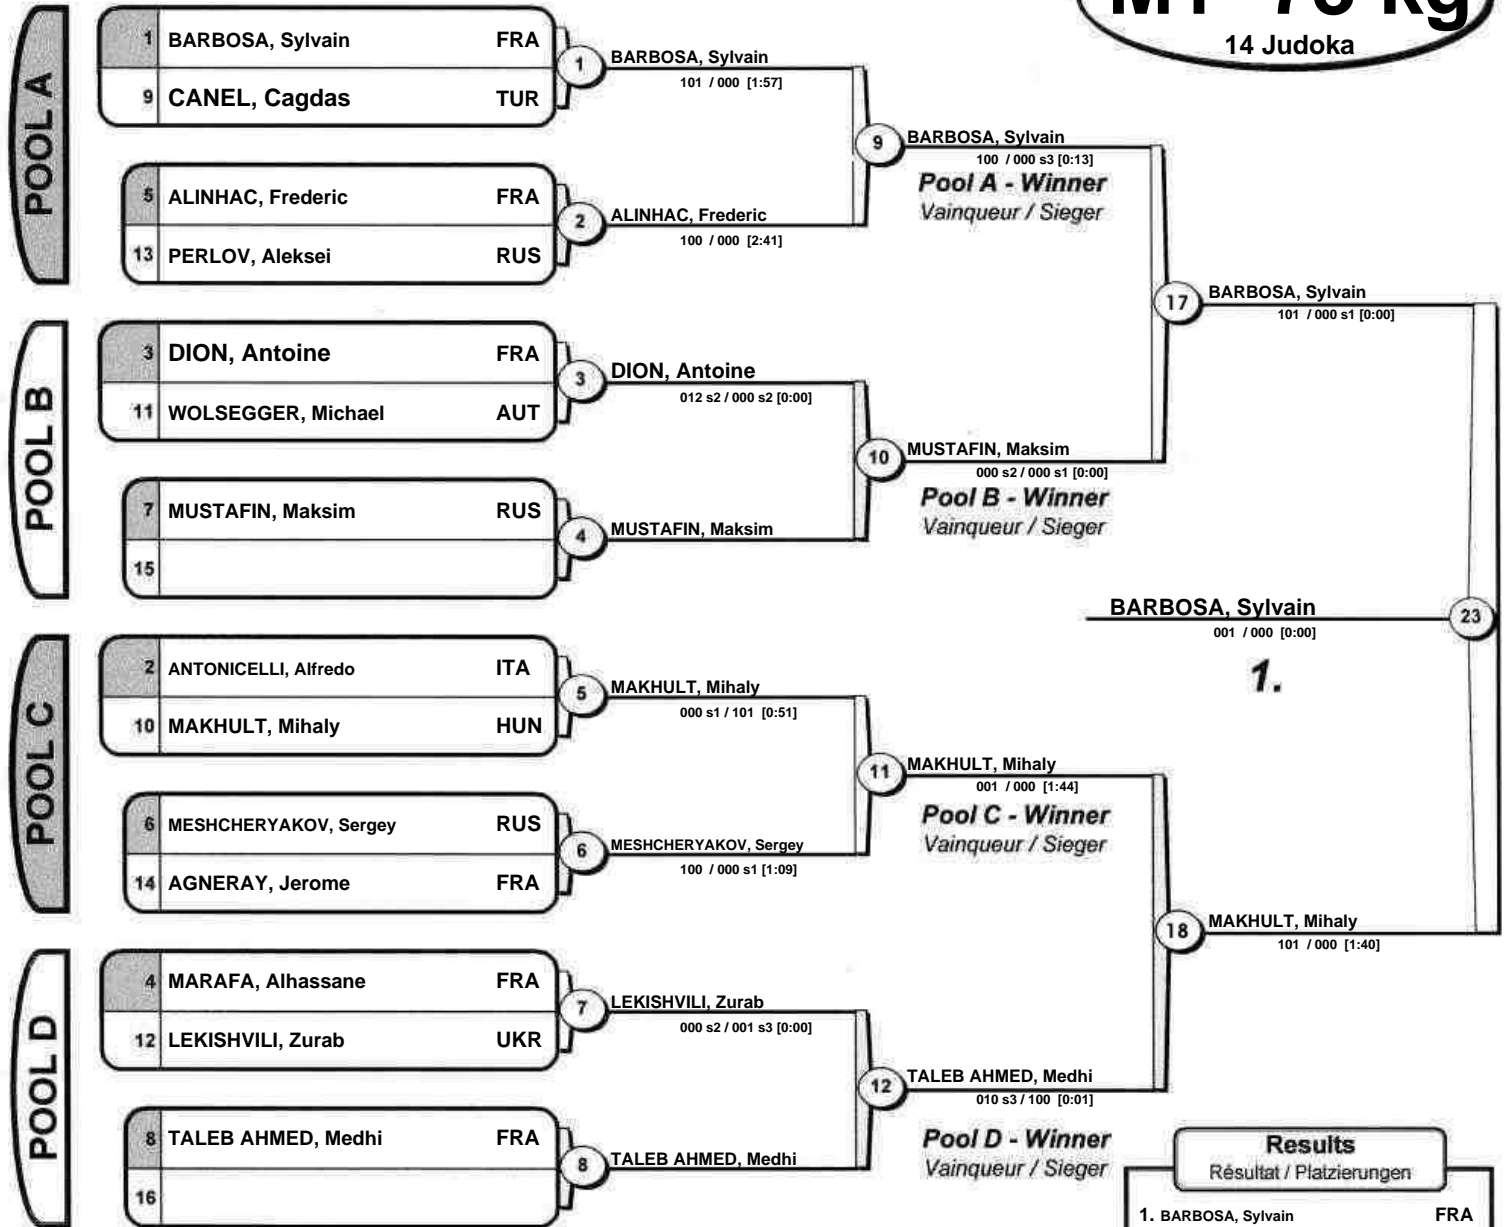 M1 -73 kg
14 Judoka
POOL A
1 BARBOSA, Sylvain FRA
9 CANEL, Cagdas TUR
1
BARBOSA, Sylvain
101 / 000 [1:57]
5 ALINHAC, Frederic FRA
13 PERLOV, Aleksei RUS
2
ALINHAC, Frederic
100 / 000 [2:41]
9
BARBOSA, Sylvain
100 / 000 s3 [0:13]
Pool A - Winner
Vainqueur / Sieger
POOL B
3 DION, Antoine FRA
11 WOLSEGGER, Michael AUT
3
DION, Antoine
012 s2 / 000 s2 [0:00]
7 MUSTAFIN, Maksim RUS
15
4
MUSTAFIN, Maksim
10
MUSTAFIN, Maksim
000 s2 / 000 s1 [0:00]
Pool B - Winner
Vainqueur / Sieger
17
BARBOSA, Sylvain
101 / 000 s1 [0:00]
BARBOSA, Sylvain
001 / 000 [0:00]
23
1.
POOL C
2 ANTONICELLI, Alfredo ITA
10 MAKHULT, Mihaly HUN
5
MAKHULT, Mihaly
000 s1 / 101 [0:51]
6 MESHCHERYAKOV, Sergey RUS
14 AGNERAY, Jerome FRA
6
MESHCHERYAKOV, Sergey
100 / 000 s1 [1:09]
11
MAKHULT, Mihaly
001 / 000 [1:44]
Pool C - Winner
Vainqueur / Sieger
POOL D
4 MARAFA, Alhassane FRA
12 LEKISHVILI, Zurab UKR
7
LEKISHVILI, Zurab
000 s2 / 001 s3 [0:00]
8 TALEB AHMED, Medhi FRA
16
8
TALEB AHMED, Medhi
12
TALEB AHMED, Medhi
010 s3 / 100 [0:01]
Pool D - Winner
Vainqueur / Sieger
18
MAKHULT, Mihaly
101 / 000 [1:40]
Results
Résultat / Platzierungen
1. BARBOSA, Sylvain FRA